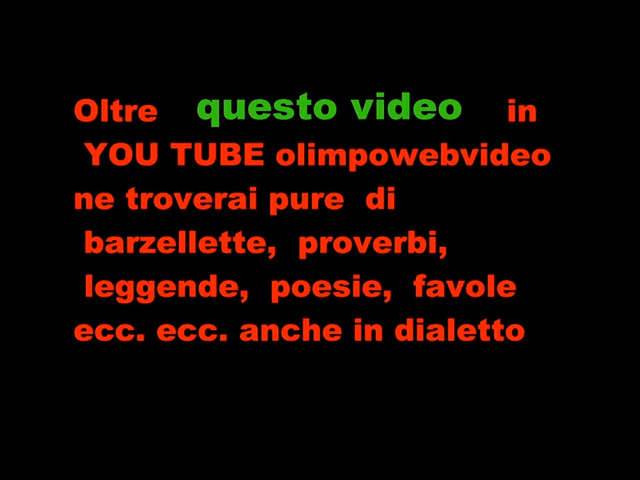 Oltre questo video in
YOU TUBE olimpowebvideo
ne troverai pure di
barzellette, proverbi,
leggende, poesie, favole
ecc. ecc. anche in dialetto